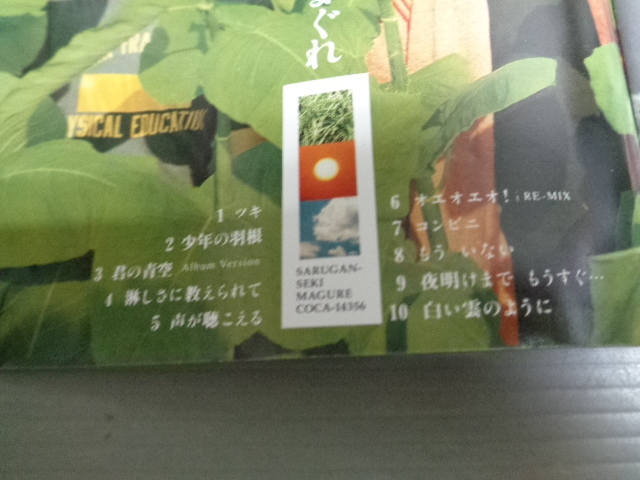 まぐれ
YSICAL EDUCATION
1 ツキ
2 少年の羽根
3 君の青空 Album Version
4 淋しさに教えられて
5 声が聴こえる
SARUGAN-
SEKI
MAGURE
COCA-14356
6 オエオエオ! : RE-MIX
7 コンビニ
8 もう いない
9 夜明けまで もうすぐ…
10 白い雲のように